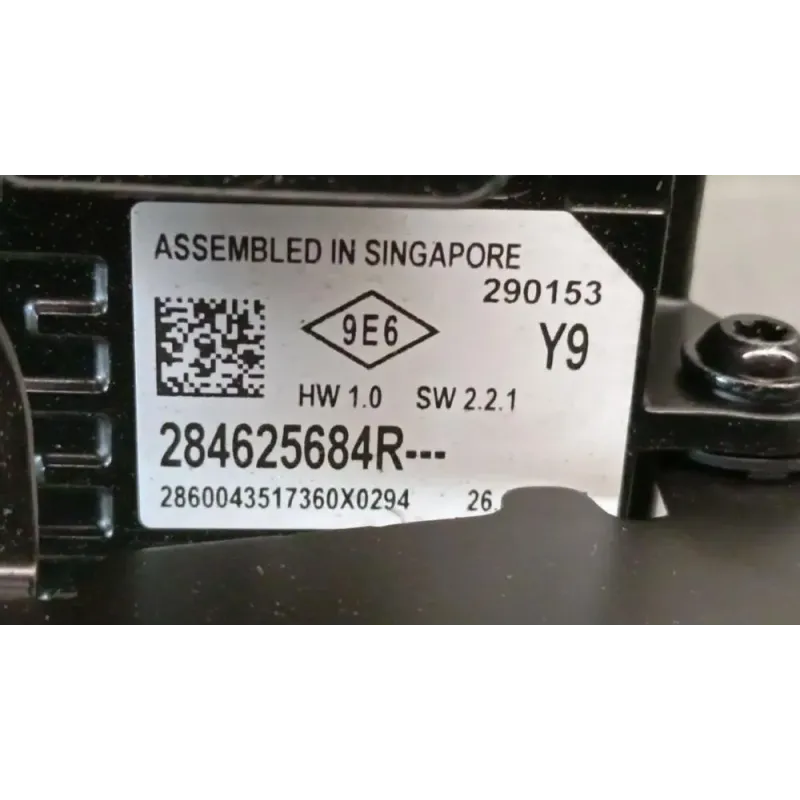 ASSEMBLED IN SINGAPORE
290153
9E6
Y9
HW 1.0 SW 2.2.1
284625684R---
2860043517360X0294 26.